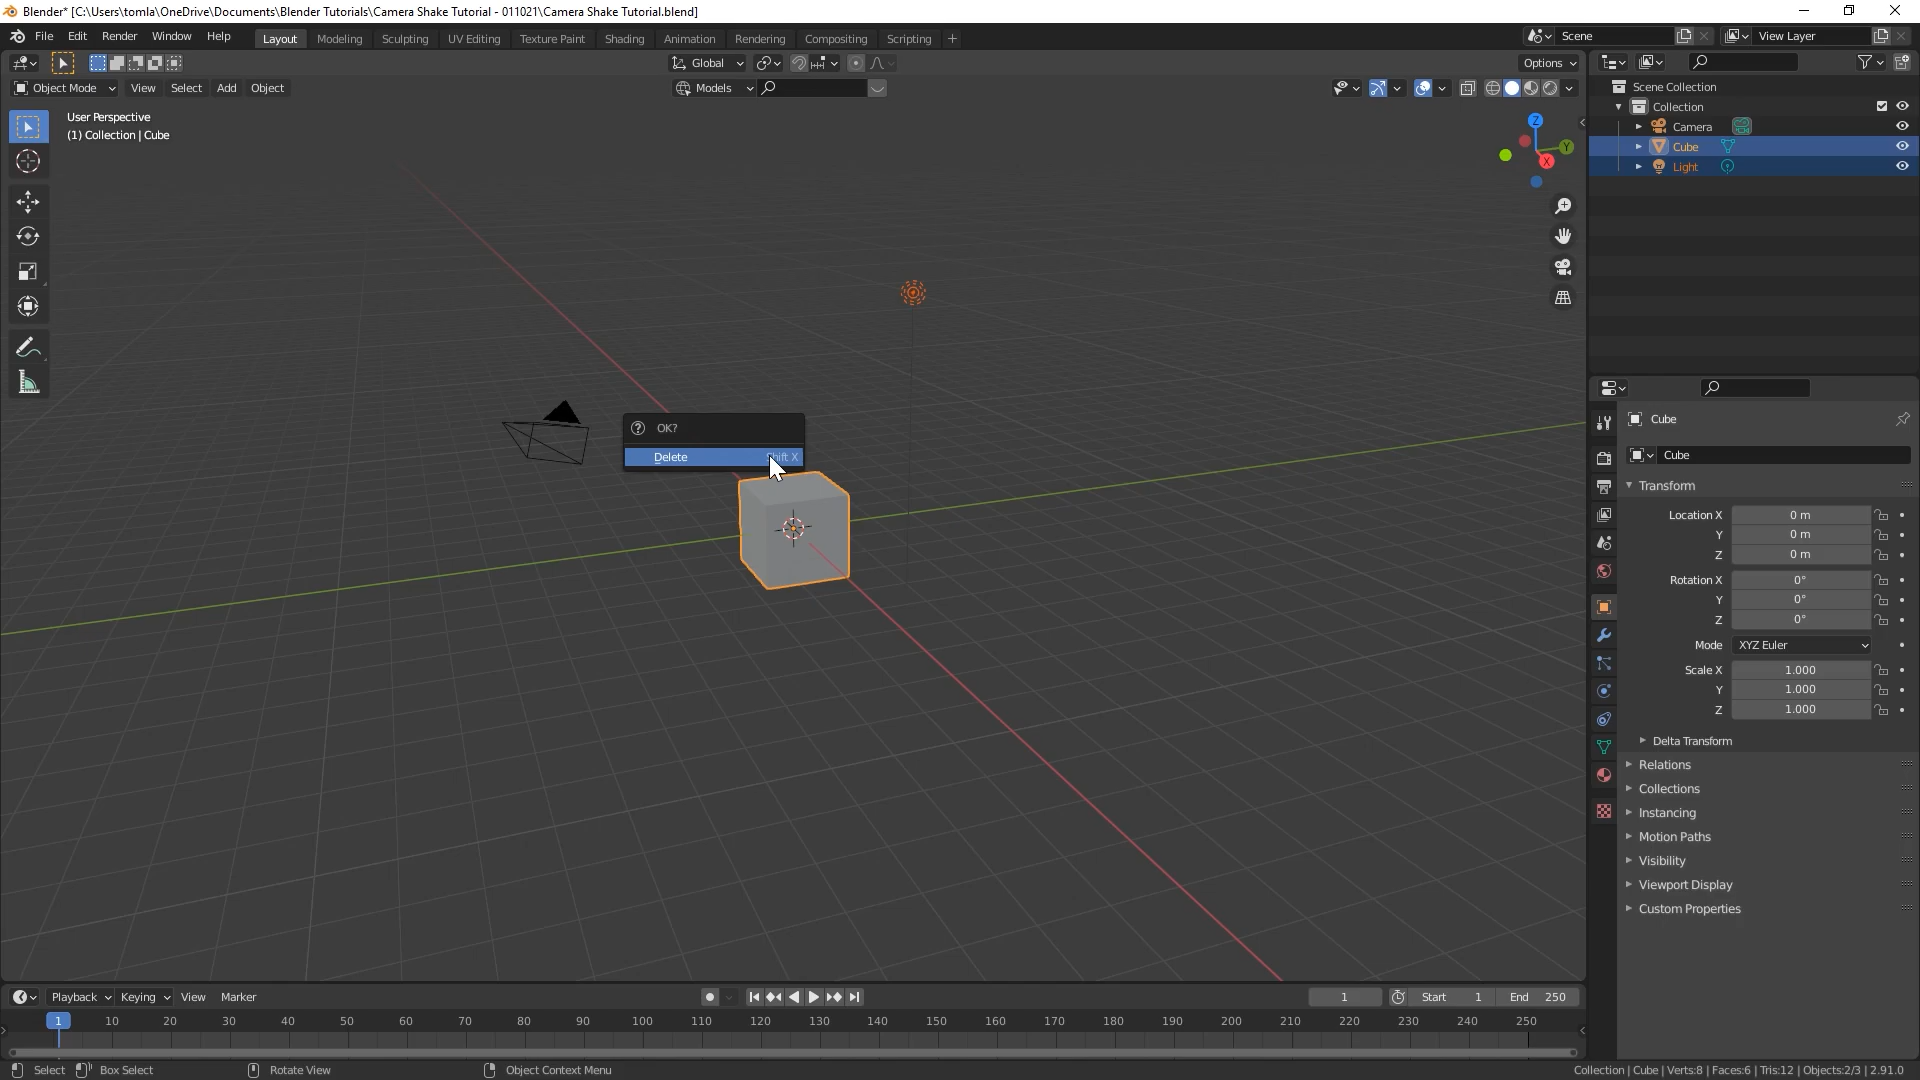 Blender* [C:\Users\tomla\OneDrive\Documents\Blender Tutorials\Camera Shake Tutorial - 011021\Camera Shake Tutorial.blend]
File Edit Render Window Help
Layout Modeling Sculpting UV Editing Texture Paint Shading Animation Rendering Compositing Scripting +
Scene
View Layer
Global
Options
Object Mode View Select Add Object
Models
User Perspective
(1) Collection | Cube
Z
Y
X
OK?
Delete Shift X
Scene Collection
Collection
Camera
Cube
Light
Cube
Cube
Transform
Location X 0 m
Y 0 m
Z 0 m
Rotation X 0°
Y 0°
Z 0°
Mode XYZ Euler
Scale X 1.000
Y 1.000
Z 1.000
Delta Transform
Relations
Collections
Instancing
Motion Paths
Visibility
Viewport Display
Custom Properties
Playback Keying View Marker
1 Start 1 End 250
1 10 20 30 40 50 60 70 80 90 100 110 120 130 140 150 160 170 180 190 200 210 220 230 240 250
Select Box Select Rotate View Object Context Menu
Collection | Cube | Verts:8 | Faces:6 | Tris:12 | Objects:2/3 | 2.91.0